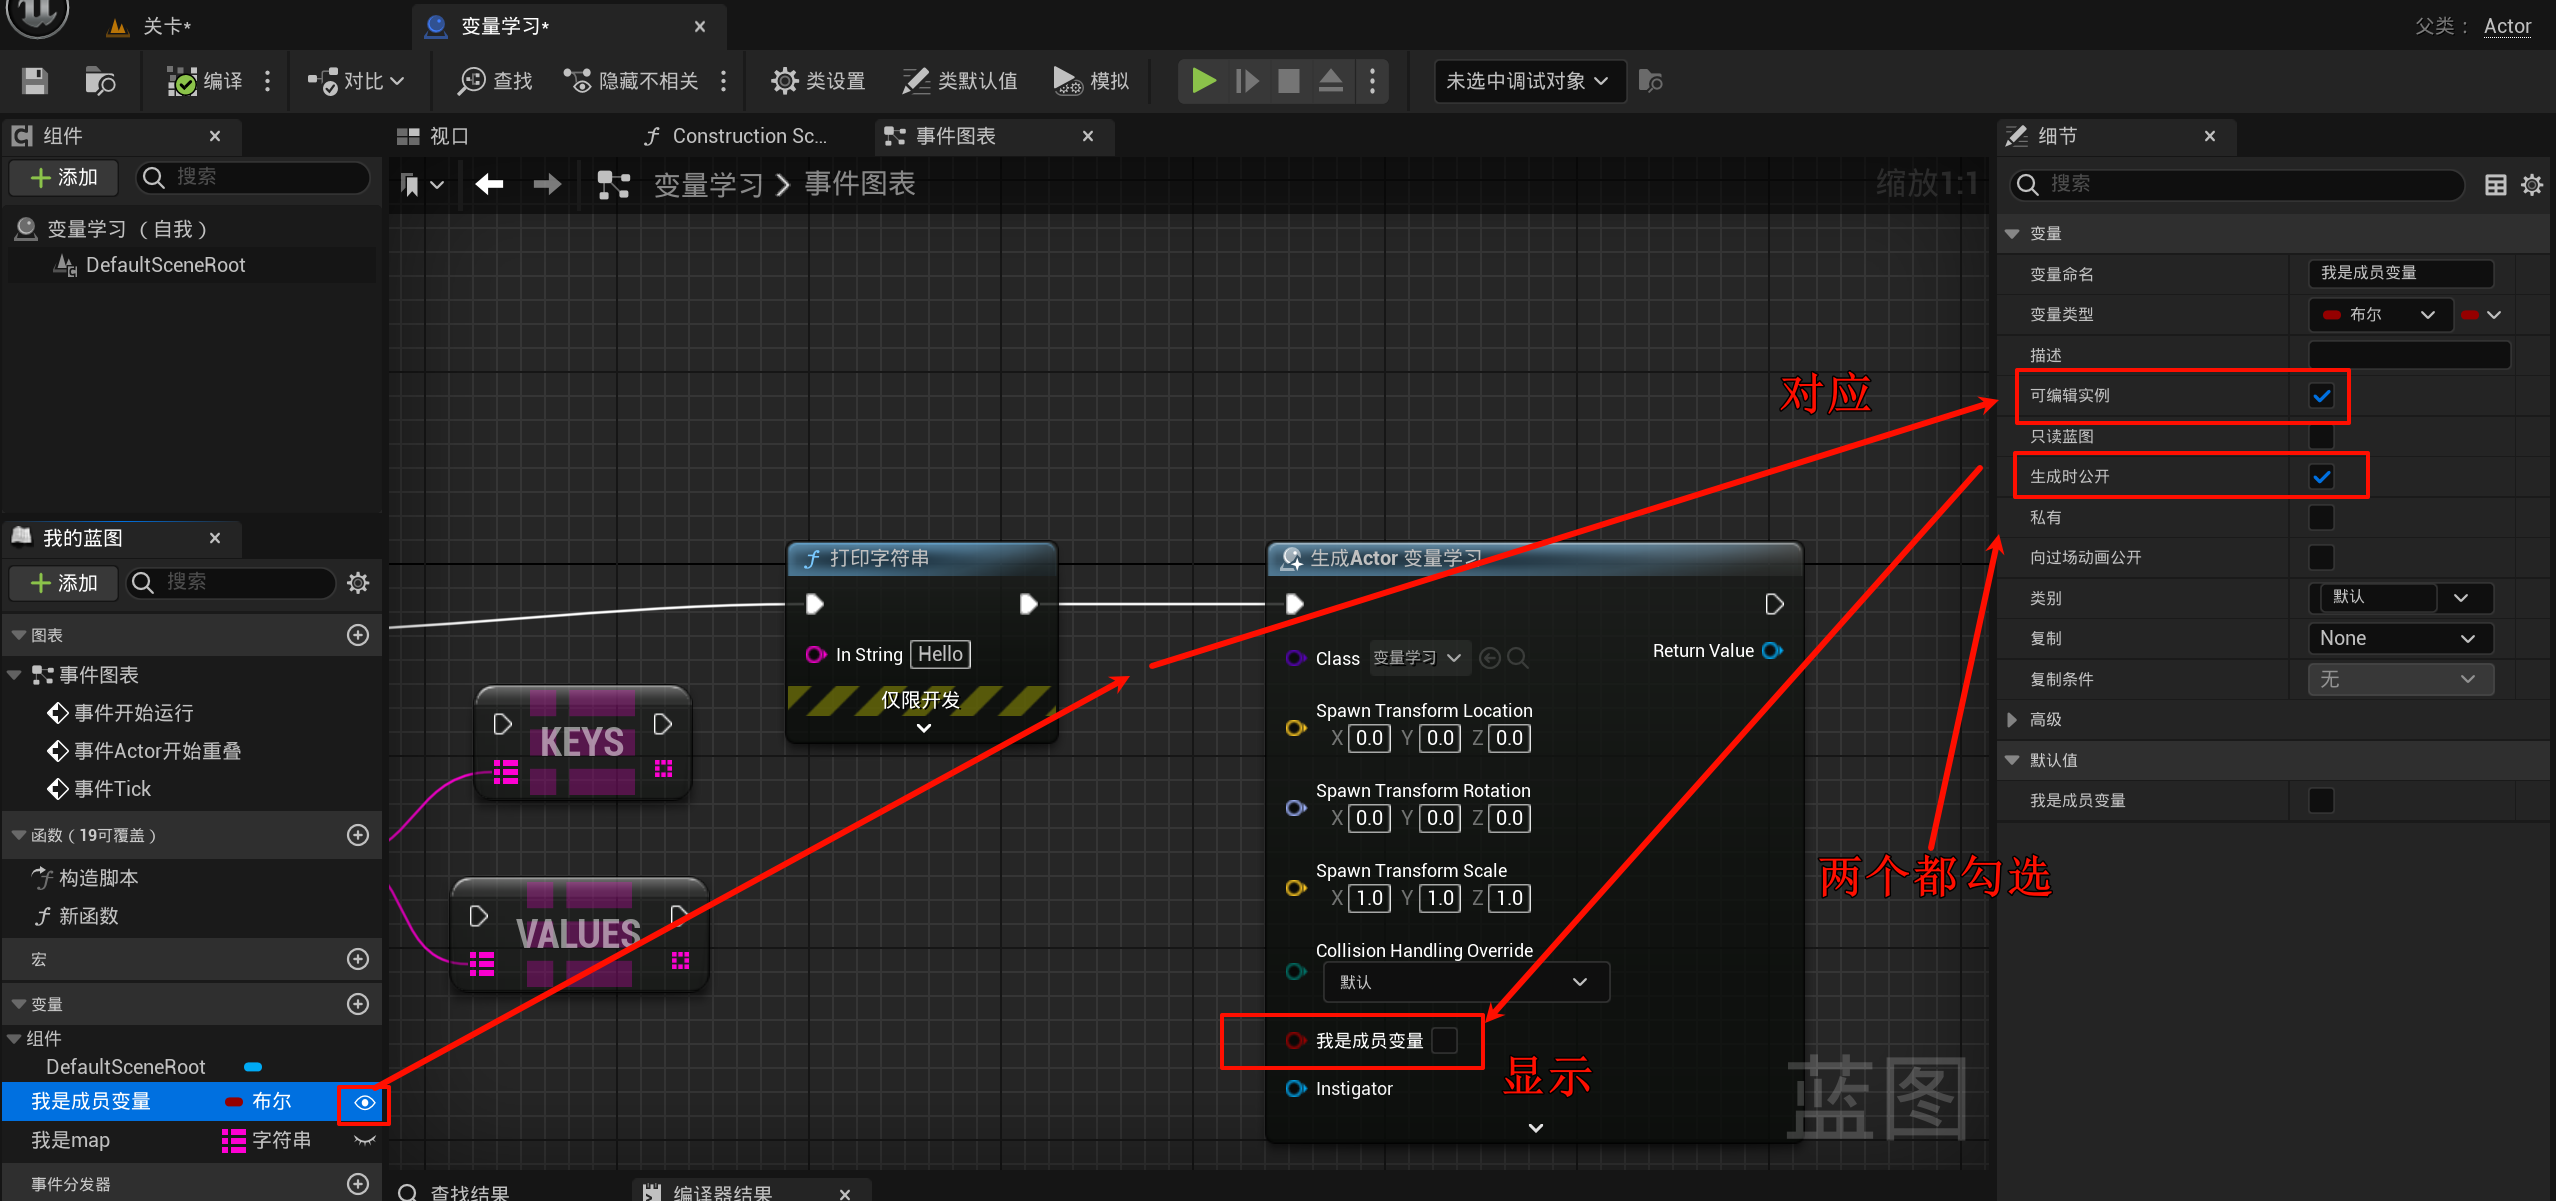 关卡*
变量学习*
父类： Actor
编译
对比
查找
隐藏不相关
类设置
类默认值
模拟
未选中调试对象
组件
添加
搜索
变量学习 （自我）
DefaultSceneRoot
我的蓝图
添加
搜索
图表
事件图表
事件开始运行
事件Actor开始重叠
事件Tick
函数（19可覆盖）
构造脚本
新函数
宏
变量
组件
DefaultSceneRoot
我是成员变量 布尔
我是map 字符串
事件分发器
视口
Construction Sc...
事件图表
变量学习 > 事件图表
缩放1:1
打印字符串
In String Hello
仅限开发
KEYS
VALUES
生成Actor 变量学习
Class 变量学习
Return Value
Spawn Transform Location
X 0.0 Y 0.0 Z 0.0
Spawn Transform Rotation
X 0.0 Y 0.0 Z 0.0
Spawn Transform Scale
X 1.0 Y 1.0 Z 1.0
Collision Handling Override
默认
我是成员变量
Instigator
对应
显示
两个都勾选
蓝图
查找结果
编译器结果
细节
搜索
变量
变量命名 我是成员变量
变量类型 布尔
描述
可编辑实例
只读蓝图
生成时公开
私有
向过场动画公开
类别 默认
复制 None
复制条件 无
高级
默认值
我是成员变量